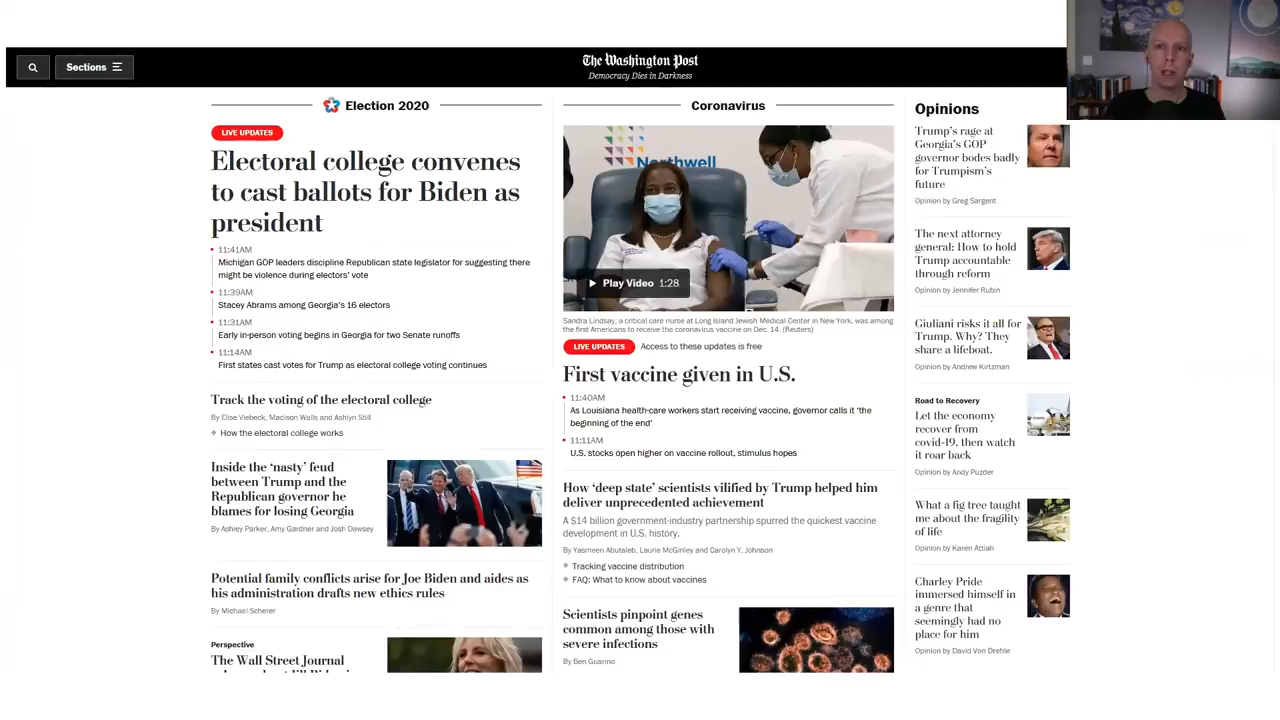 Sections
The Washington Post
Democracy Dies in Darkness
Election 2020
LIVE UPDATES
Electoral college convenes
to cast ballots for Biden as
president
11:41AM
Michigan GOP leaders discipline Republican state legislator for suggesting there
might be violence during electors' vote
11:39AM
Stacey Abrams among Georgia's 16 electors
11:31AM
Early in-person voting begins in Georgia for two Senate runoffs
11:14AM
First states cast votes for Trump as electoral college voting continues
Track the voting of the electoral college
By Elise Viebeck, Madison Walls and Ashlyn Still
How the electoral college works
Inside the ‘nasty’ feud
between Trump and the
Republican governor he
blames for losing Georgia
By Ashley Parker, Amy Gardner and Josh Dawsey
Potential family conflicts arise for Joe Biden and aides as
his administration drafts new ethics rules
By Michael Scherer
Perspective
The Wall Street Journal
Coronavirus
Northwell
Play Video 1:28
Sandra Lindsay, a critical care nurse at Long Island Jewish Medical Center in New York, was among
the first Americans to receive the coronavirus vaccine on Dec. 14. (Reuters)
LIVE UPDATES Access to these updates is free
First vaccine given in U.S.
11:40AM
As Louisiana health-care workers start receiving vaccine, governor calls it ‘the
beginning of the end’
11:11AM
U.S. stocks open higher on vaccine rollout, stimulus hopes
How ‘deep state’ scientists vilified by Trump helped him
deliver unprecedented achievement
A $14 billion government-industry partnership spurred the quickest vaccine
development in U.S. history.
By Yasmeen Abutaleb, Laurie McGinley and Carolyn Y. Johnson
Tracking vaccine distribution
FAQ: What to know about vaccines
Scientists pinpoint genes
common among those with
severe infections
By Ben Guarino
Opinions
Trump's rage at
Georgia's GOP
governor bodes badly
for Trumpism's
future
Opinion by Greg Sargent
The next attorney
general: How to hold
Trump accountable
through reform
Opinion by Jennifer Rubin
Giuliani risks it all for
Trump. Why? They
share a lifeboat.
Opinion by Andrew Kirtzman
Road to Recovery
Let the economy
recover from
covid-19, then watch
it roar back
Opinion by Andy Puzder
What a fig tree taught
me about the fragility
of life
Opinion by Karen Attiah
Charley Pride
immersed himself in
a genre that
seemingly had no
place for him
Opinion by David Von Drehle